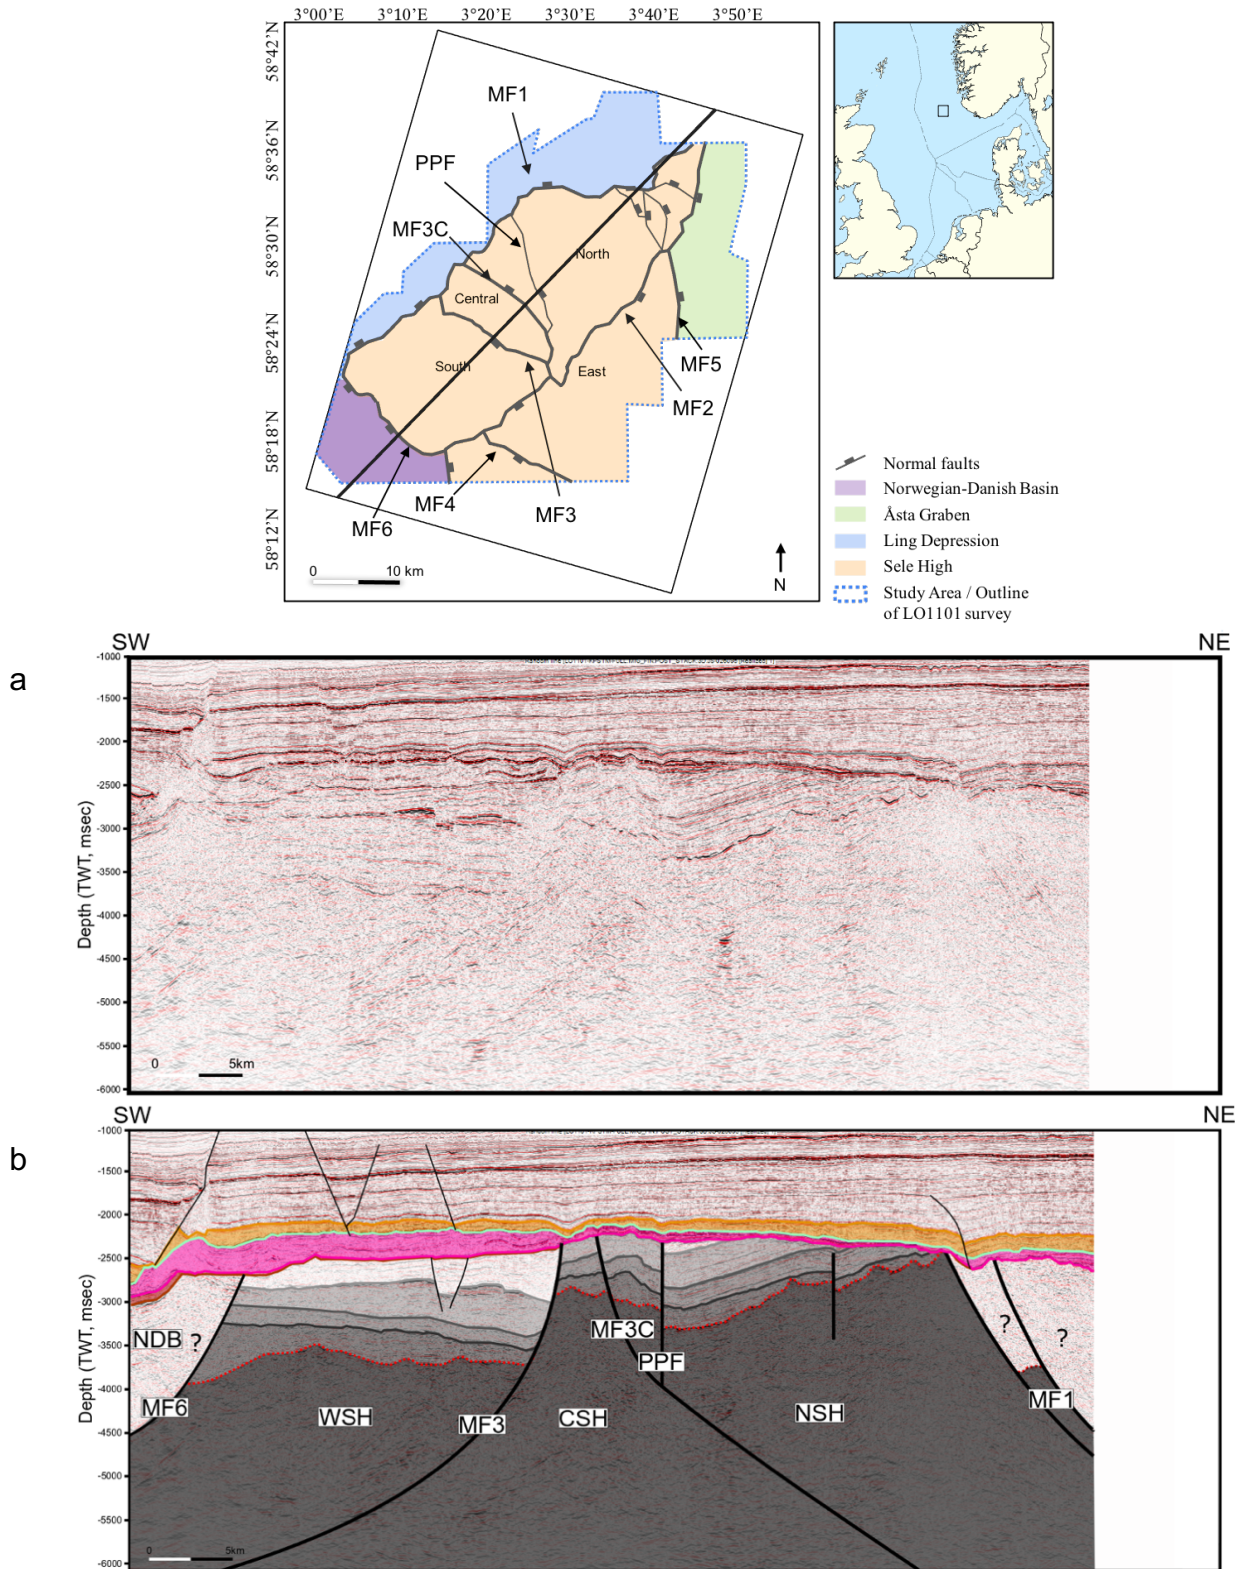 3°00'E 3°10'E 3°20'E 3°30'E 3°40'E 3°50'E
58°42'N
58°36'N
58°30'N
58°24'N
58°18'N
58°12'N
MF1
PPF
MF3C
North
Central
South
East
MF5
MF2
MF4
MF3
MF6
0 10 km
N
Normal faults
Norwegian-Danish Basin
Åsta Graben
Ling Depression
Sele High
Study Area / Outline
of LO1101 survey
SW NE
a
Depth (TWT, msec)
-1000
-1500
-2000
-2500
-3000
-3500
-4000
-4500
-5000
-5500
-6000
0 5km
SW NE
b
Depth (TWT, msec)
-1000
-1500
-2000
-2500
-3000
-3500
-4000
-4500
-5000
-5500
-6000
NDB ?
MF3C
? ?
PPF
MF6
WSH
MF3
CSH
NSH
MF1
0 5km